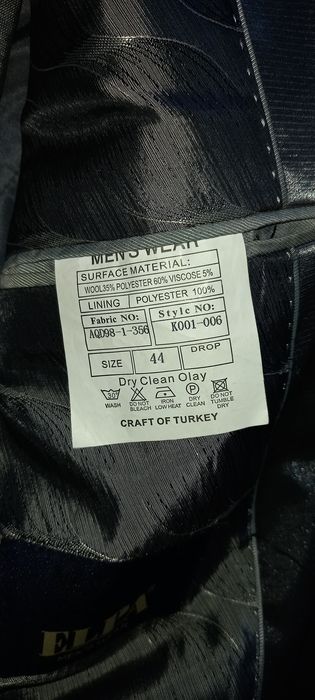 MEN'S WEAR
SURFACE MATERIAL:
WOOL35% POLYESTER 60% VISCOSE 5%
LINING POLYESTER 100%
Fabric NO: Style NO:
AQD98-1-356 K001-006
SIZE 44 DROP
Dry Clean Olay
30° P
WASH DO NOT BLEACH IRON LOW HEAT DRY CLEAN DO NOT TUMBLE DRY
CRAFT OF TURKEY